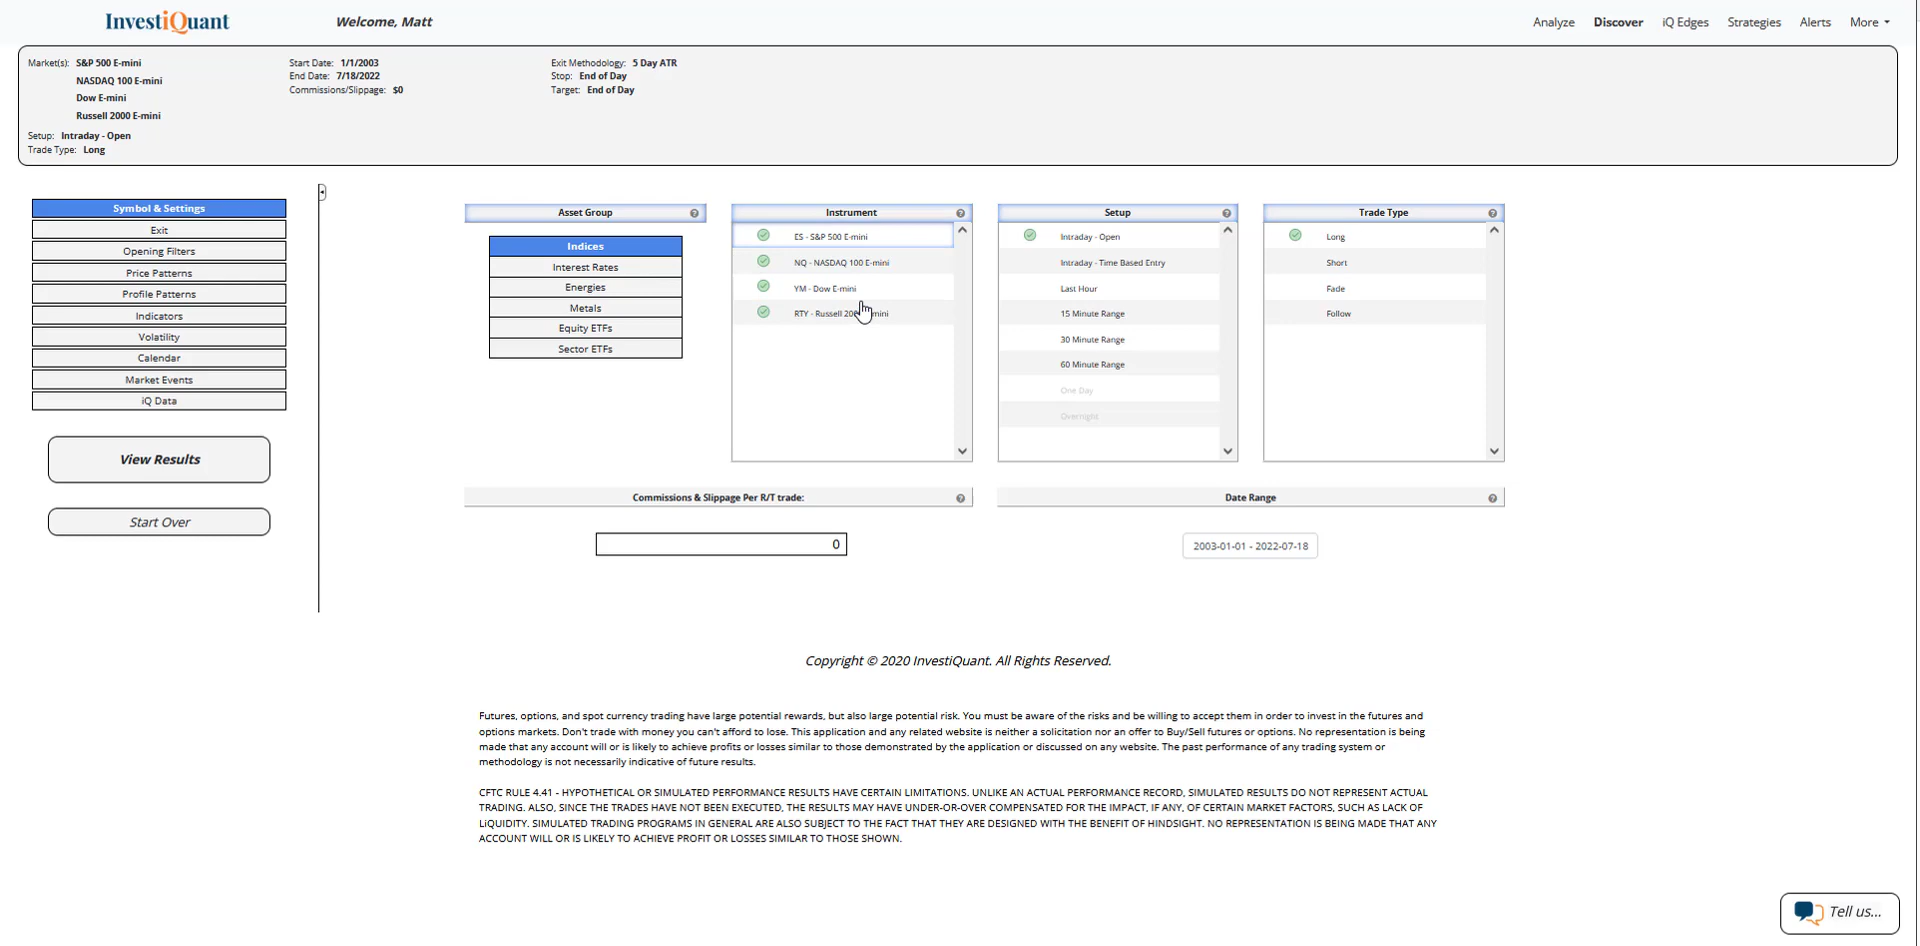 InvestiQuant
Welcome, Matt
Analyze
Discover
iQ Edges
Strategies
Alerts
More
Market(s): S&P 500 E-mini
NASDAQ 100 E-mini
Dow E-mini
Russell 2000 E-mini
Setup: Intraday - Open
Trade Type: Long
Start Date: 1/1/2003
End Date: 7/18/2022
Commissions/Slippage: $0
Exit Methodology: 5 Day ATR
Stop: End of Day
Target: End of Day
Symbol & Settings
Exit
Opening Filters
Price Patterns
Profile Patterns
Indicators
Volatility
Calendar
Market Events
iQ Data
View Results
Start Over
Asset Group
Indices
Interest Rates
Energies
Metals
Equity ETFs
Sector ETFs
Instrument
ES - S&P 500 E-mini
NQ - NASDAQ 100 E-mini
YM - Dow E-mini
RTY - Russell 200 mini
Setup
Intraday - Open
Intraday - Time Based Entry
Last Hour
15 Minute Range
30 Minute Range
60 Minute Range
One Day
Overnight
Trade Type
Long
Short
Fade
Follow
Commissions & Slippage Per R/T trade:
0
Date Range
2003-01-01 - 2022-07-18
Copyright © 2020 InvestiQuant. All Rights Reserved.
Futures, options, and spot currency trading have large potential rewards, but also large potential risk. You must be aware of the risks and be willing to accept them in order to invest in the futures and
options markets. Don't trade with money you can't afford to lose. This application and any related website is neither a solicitation nor an offer to Buy/Sell futures or options. No representation is being
made that any account will or is likely to achieve profits or losses similar to those demonstrated by the application or discussed on any website. The past performance of any trading system or
methodology is not necessarily indicative of future results.
CFTC RULE 4.41 - HYPOTHETICAL OR SIMULATED PERFORMANCE RESULTS HAVE CERTAIN LIMITATIONS. UNLIKE AN ACTUAL PERFORMANCE RECORD, SIMULATED RESULTS DO NOT REPRESENT ACTUAL
TRADING. ALSO, SINCE THE TRADES HAVE NOT BEEN EXECUTED, THE RESULTS MAY HAVE UNDER-OR-OVER COMPENSATED FOR THE IMPACT, IF ANY, OF CERTAIN MARKET FACTORS, SUCH AS LACK OF
LiQUIDITY. SIMULATED TRADING PROGRAMS IN GENERAL ARE ALSO SUBJECT TO THE FACT THAT THEY ARE DESIGNED WITH THE BENEFIT OF HINDSIGHT. NO REPRESENTATION IS BEING MADE THAT ANY
ACCOUNT WILL OR IS LIKELY TO ACHIEVE PROFIT OR LOSSES SIMILAR TO THOSE SHOWN.
Tell us...